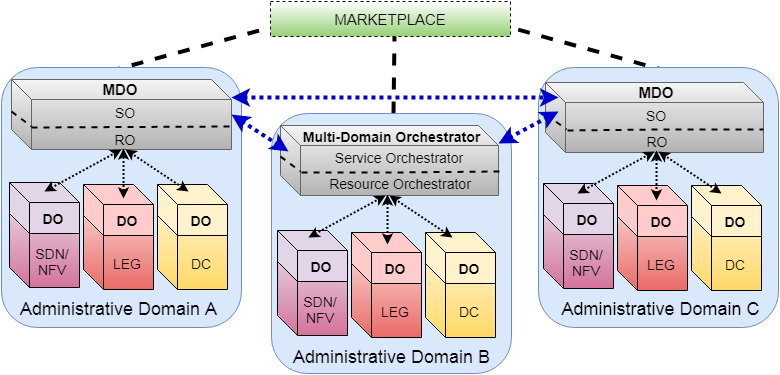 MARKETPLACE
MDO
SO
RO
DO
SDN/
NFV
DO
LEG
DO
DC
Administrative Domain A
Multi-Domain Orchestrator
Service Orchestrator
Resource Orchestrator
DO
SDN/
NFV
DO
LEG
DO
DC
Administrative Domain B
MDO
SO
RO
DO
SDN/
NFV
DO
LEG
DO
DC
Administrative Domain C